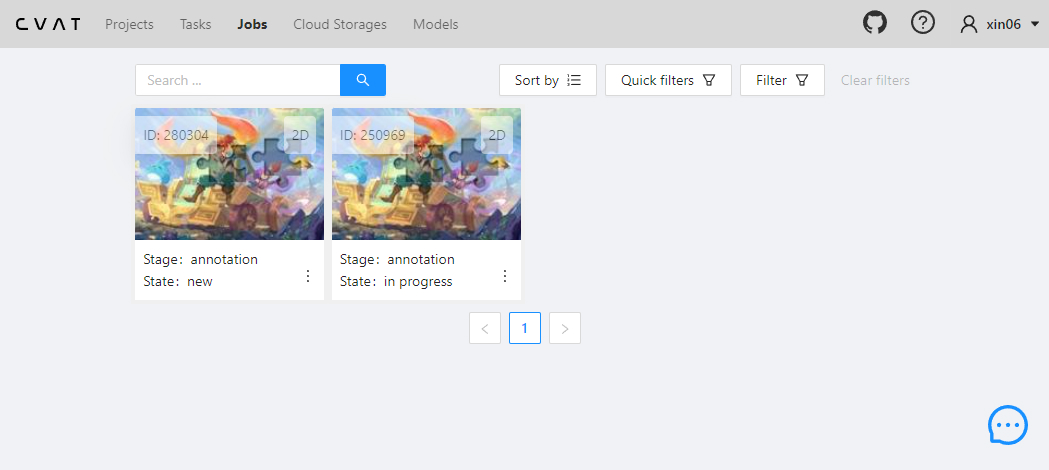 CVAT Projects Tasks Jobs Cloud Storages Models xin06
Search ... Sort by Quick filters Filter Clear filters
ID: 280304 2D ID: 250969 2D
Stage: annotation Stage: annotation
State: new State: in progress
1